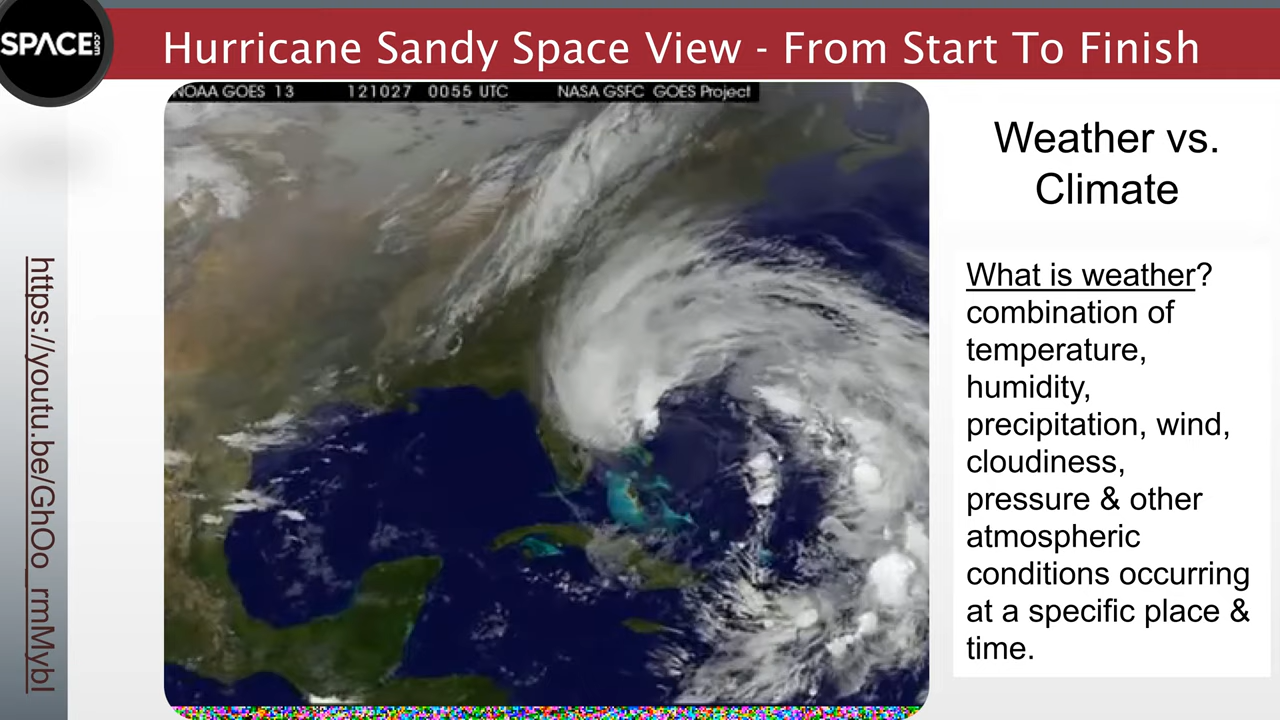 SPACE.com
Hurricane Sandy Space View - From Start To Finish
NOAA GOES 13 121027 0055 UTC NASA GSFC GOES Project
https://youtu.be/GhOo_rmMybI
Weather vs.
Climate
What is weather?
combination of
temperature,
humidity,
precipitation, wind,
cloudiness,
pressure & other
atmospheric
conditions occurring
at a specific place &
time.